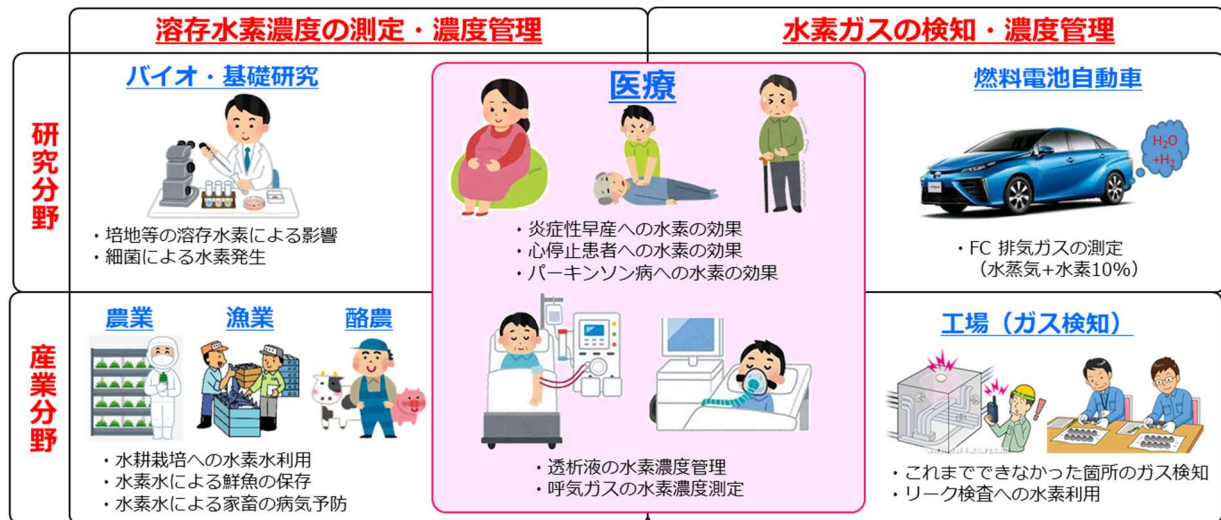 溶存水素濃度の測定・濃度管理
水素ガスの検知・濃度管理
研究分野
バイオ・基礎研究
・培地等の溶存水素による影響
・細菌による水素発生
医療
・炎症性早産への水素の効果
・心停止患者への水素の効果
・パーキンソン病への水素の効果
燃料電池自動車
H₂O
+H₂
・FC 排気ガスの測定
（水蒸気+水素10%）
産業分野
農業
漁業
酪農
・水耕栽培への水素水利用
・水素水による鮮魚の保存
・水素水による家畜の病気予防
・透析液の水素濃度管理
・呼気ガスの水素濃度測定
工場（ガス検知）
・これまでできなかった箇所のガス検知
・リーク検査への水素利用